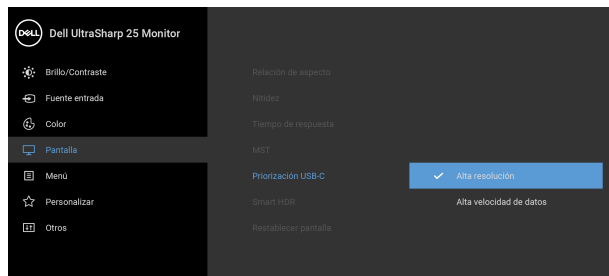 DELL Dell UltraSharp 25 Monitor
Brillo/Contraste
Fuente entrada
Color
Pantalla
Menú
Personalizar
Otros
Relación de aspecto
Nitidez
Tiempo de respuesta
MST
Priorización USB-C
Smart HDR
Restablecer pantalla
Alta resolución
Alta velocidad de datos